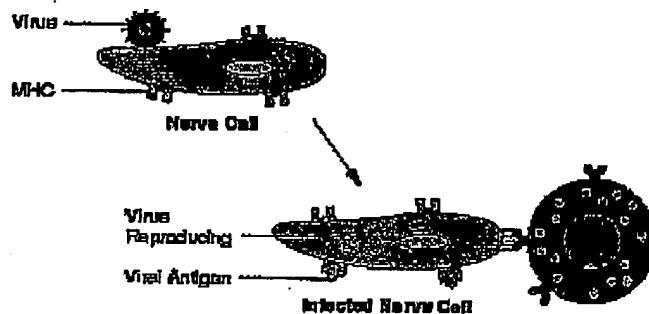 Virus
MHC
Nerve Cell
Virus
Reproducing
Viral Antigen
Infected Nerve Cell